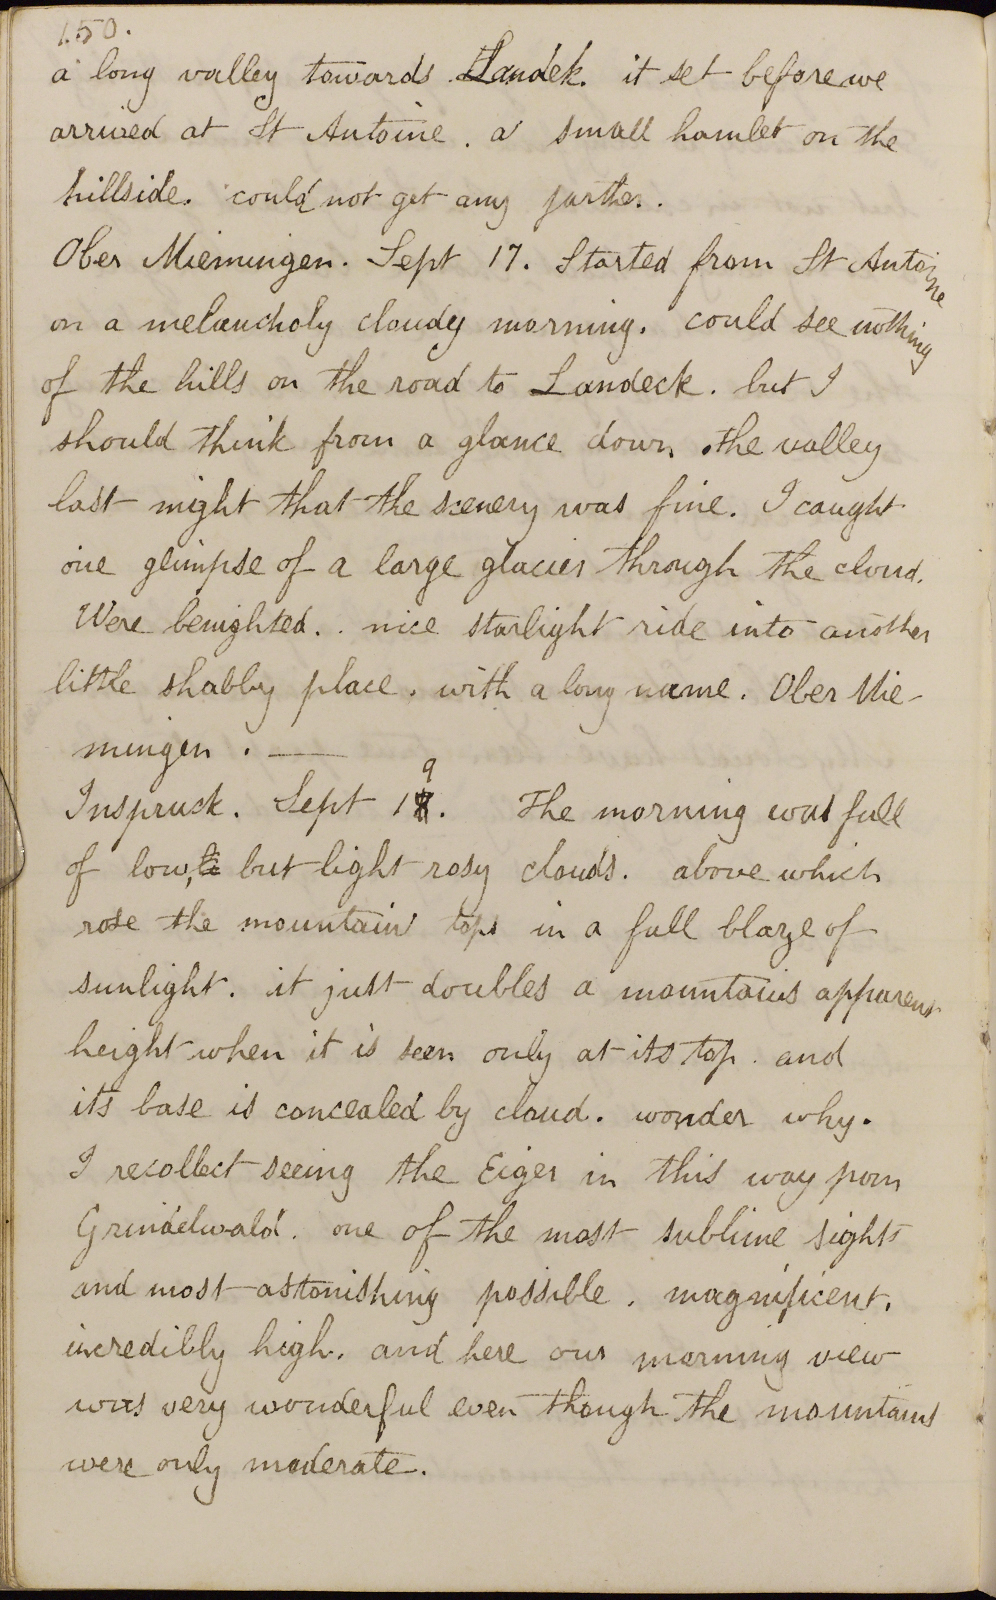 150.
a long valley towards Landek. it set before we
arrived at St Antoine. a small hamlet on the
hillside. could not get any farther.
Ober Miemingen. Sept 17. Started from St Antoine
on a melancholy cloudy morning. could see nothing
of the hills on the road to Landeck. but I
should think from a glance down the valley
last night that the scenery was fine. I caught
one glimpse of a large glacier through the cloud.
Were benighted.. nice starlight ride into another
little shabby place. with a long name. Ober Mie-
mingen. —
9
Inspruck. Sept 18. The morning was full
of low, but light rosy clouds. above which
rose the mountain tops in a full blaze of
sunlight. it just doubles a mountains apparent
height when it is seen only at its top. and
its base is concealed by cloud. wonder why.
I recollect seeing the Eiger in this way from
Grindelwald. one of the most sublime sights
and most astonishing possible. magnificent.
incredibly high. and here our morning view
was very wonderful even though the mountains
were only moderate.